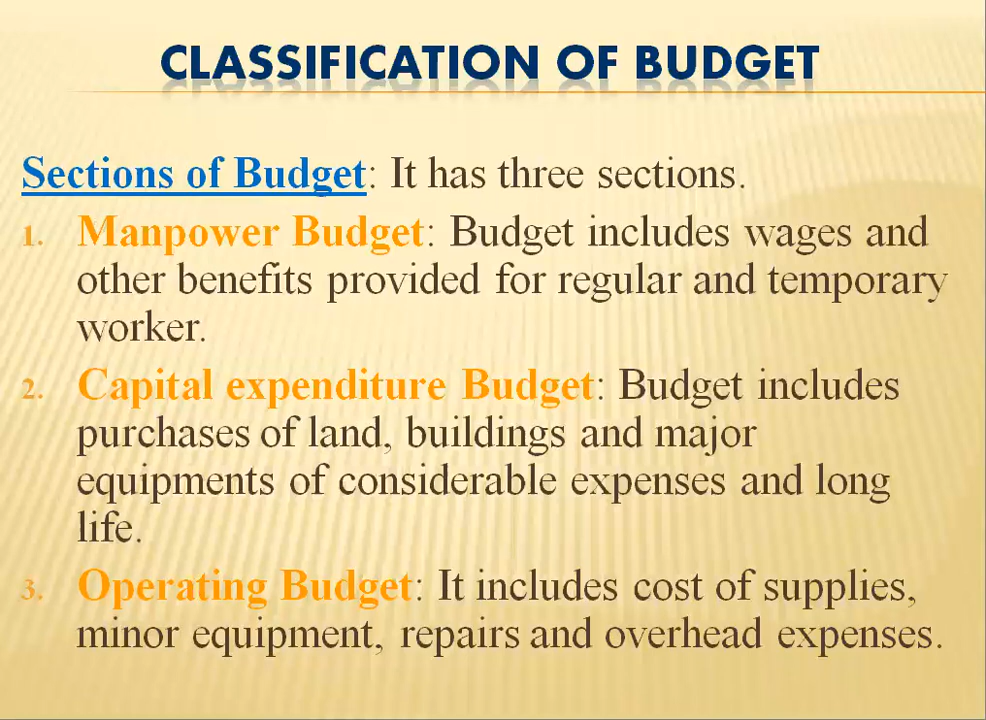 CLASSIFICATION OF BUDGET
Sections of Budget: It has three sections.
1. Manpower Budget: Budget includes wages and
other benefits provided for regular and temporary
worker.
2. Capital expenditure Budget: Budget includes
purchases of land, buildings and major
equipments of considerable expenses and long
life.
3. Operating Budget: It includes cost of supplies,
minor equipment, repairs and overhead expenses.